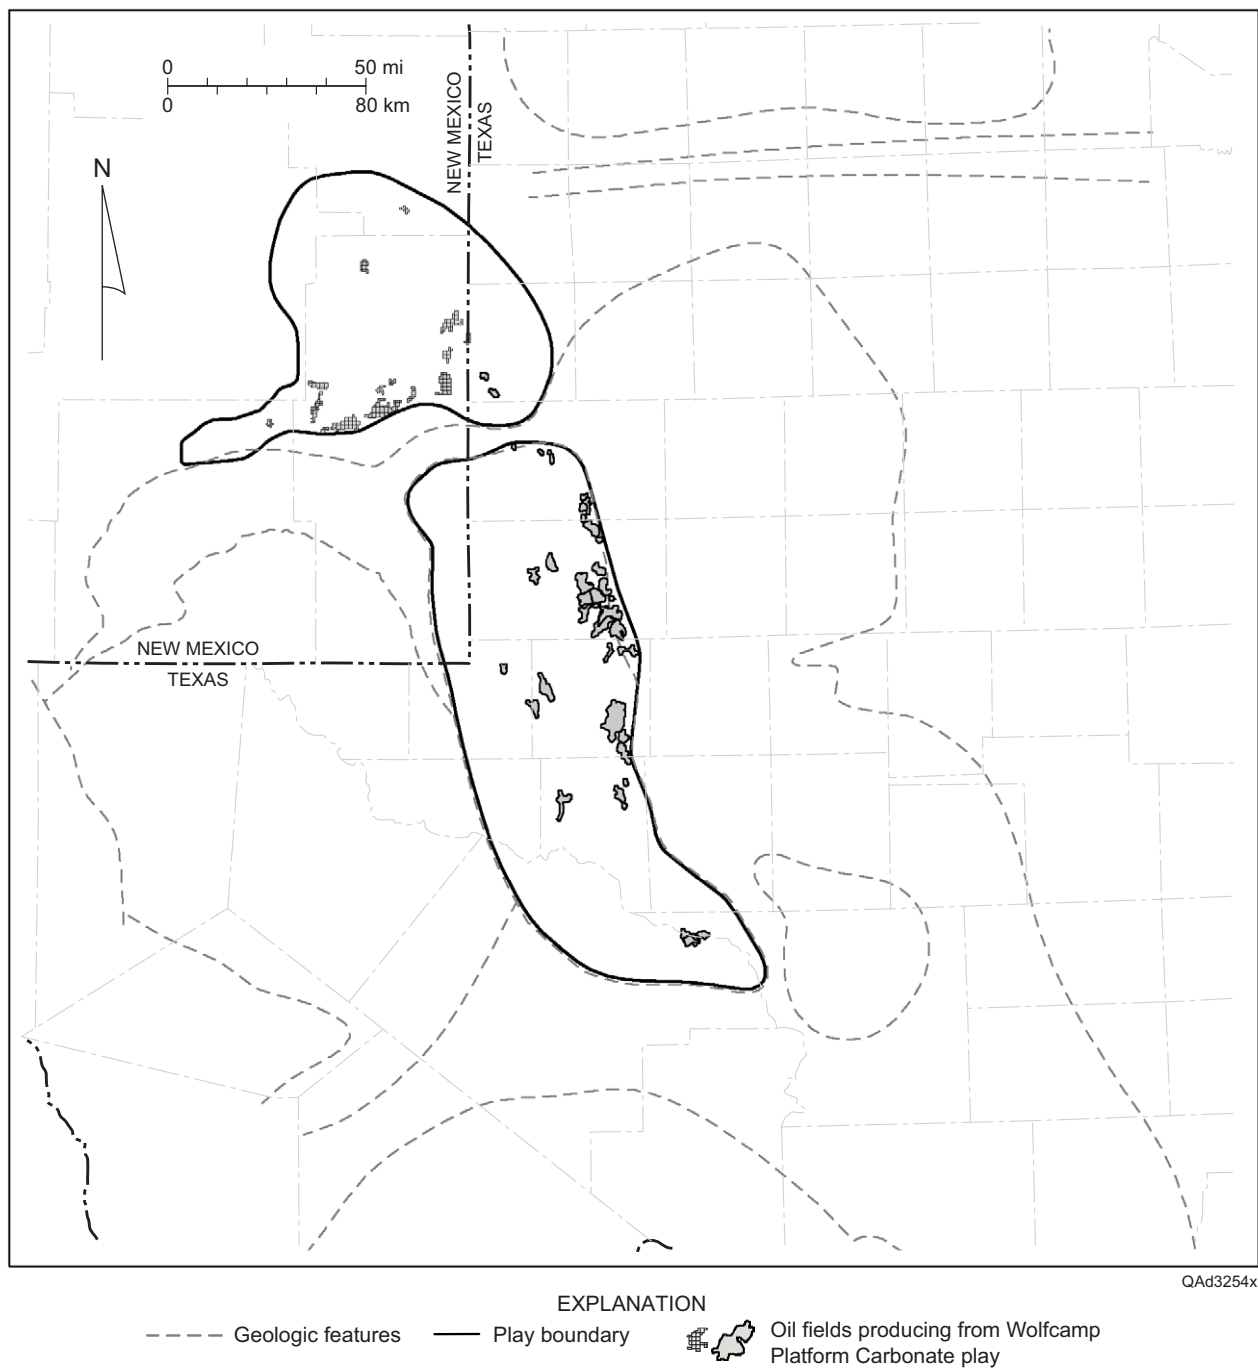 0 50 mi
0 80 km
NEW MEXICO
TEXAS
N
NEW MEXICO
TEXAS
QAd3254x
EXPLANATION
Geologic features
Play boundary
Oil fields producing from Wolfcamp
Platform Carbonate play